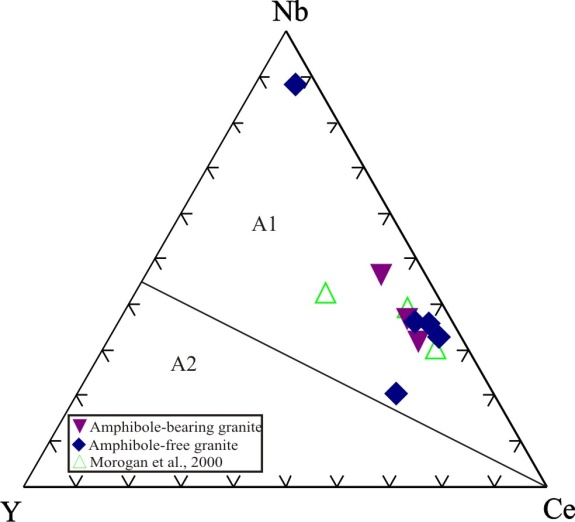 Nb
A1
A2
Amphibole-bearing granite
Amphibole-free granite
Morogan et al., 2000
Y
Ce